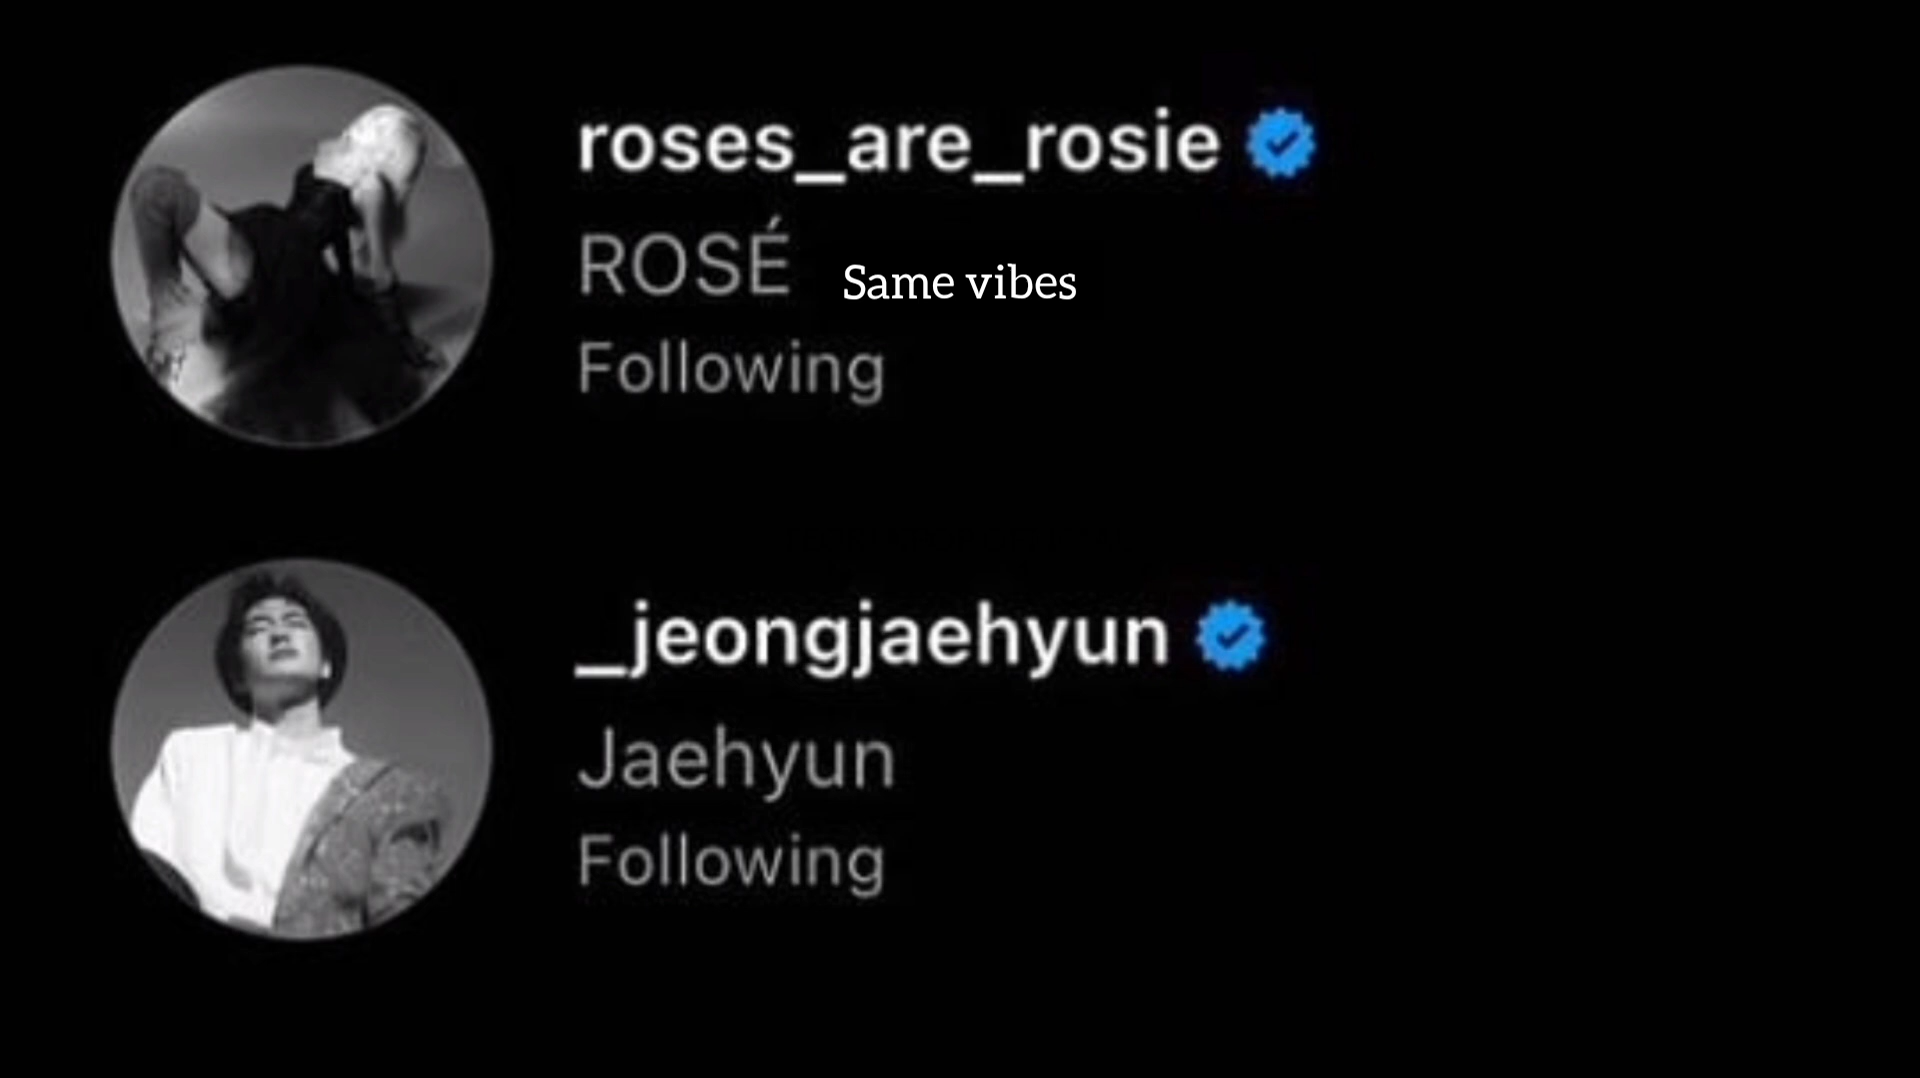 roses_are_rosie
ROSÉ
Same vibes
Following
_jeongjaehyun
Jaehyun
Following